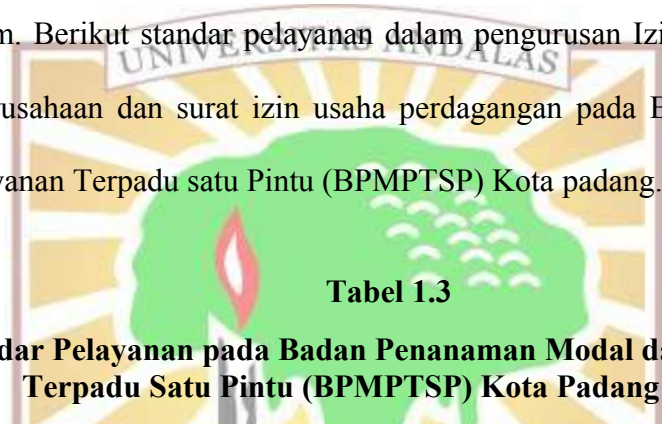 m. Berikut standar pelayanan dalam pengurusan Izi
UNIVERSITAS ANDALAS
usahaan dan surat izin usaha perdagangan pada B
anan Terpadu satu Pintu (BPMPTSP) Kota padang.
Tabel 1.3
dar Pelayanan pada Badan Penanaman Modal da
Terpadu Satu Pintu (BPMPTSP) Kota Padang